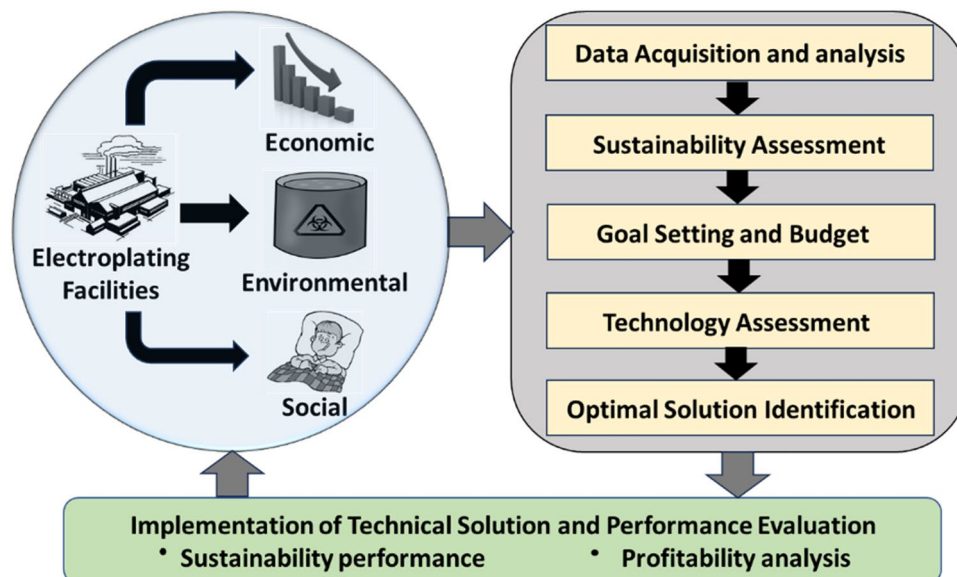 Economic
Electroplating
Facilities
Environmental
Social
Data Acquisition and analysis
Sustainability Assessment
Goal Setting and Budget
Technology Assessment
Optimal Solution Identification
Implementation of Technical Solution and Performance Evaluation
• Sustainability performance • Profitability analysis